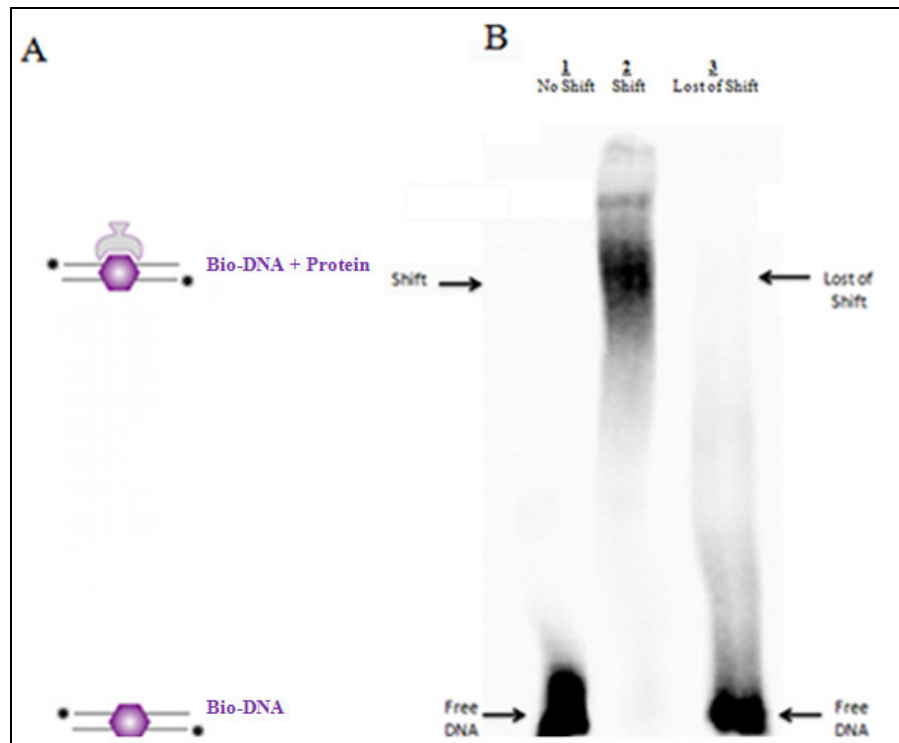 A
B
1
No Shift
2
Shift
3
Lost of Shift
Bio-DNA + Protein
Shift
Lost of
Shift
Bio-DNA
Free
DNA
Free
DNA